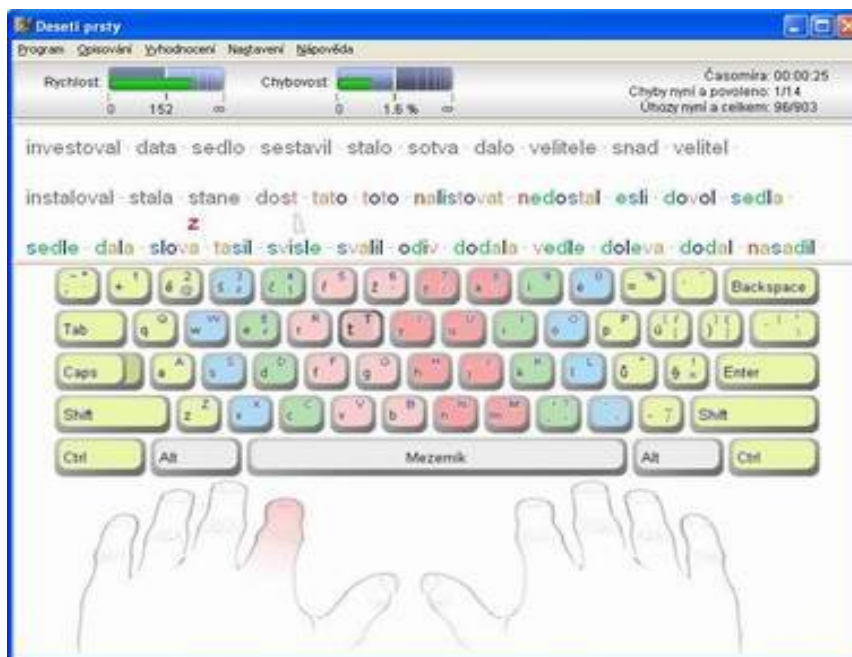 Deseti prsty
Program Opisování Vyhodnocení Nastavení Nápověda
Rychlost 0 152 ∞
Chybovost 0 1.6 % ∞
Časomíra: 00:00:25
Chyby nyní a povoleno: 1/14
Úhozy nyní a celkem: 96/903
investoval · data · sedlo · sestavil · stalo · sotva · dalo · velitele · snad · velitel ·
instaloval · stala · stane · dost · tato · toto · nalistovat · nedostal · esli · dovol · sedla ·
z
sedle · dala · slova · tasil · svisle · svalil · odiv · dodala · vedle · doleva · dodal · nasadil ·
Backspace
Tab q Q w W e E r R t T p P
Caps a A s S d D f F g G Enter
Shift z Z x X c C v V b B Shift
Ctrl Alt Mezerník Alt Ctrl